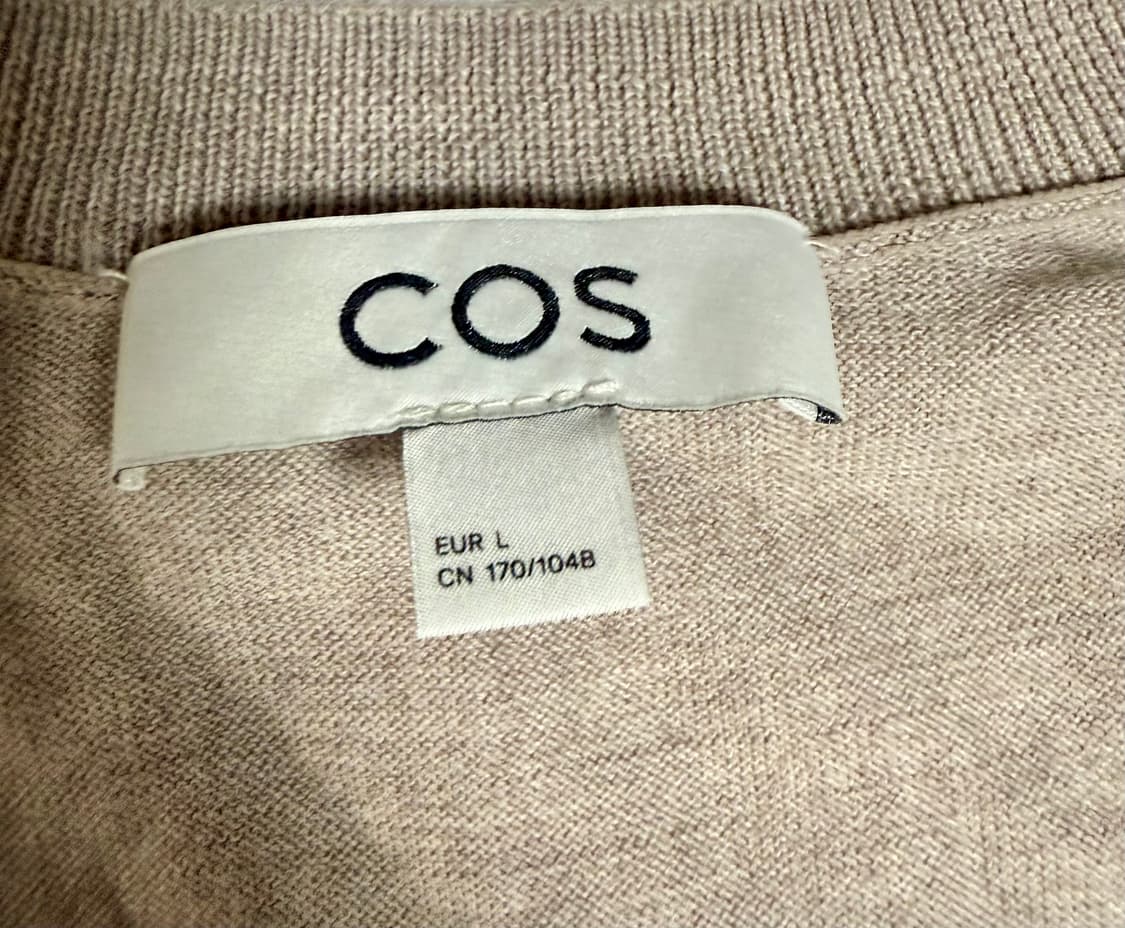 COS
EUR L
CN 170/104B